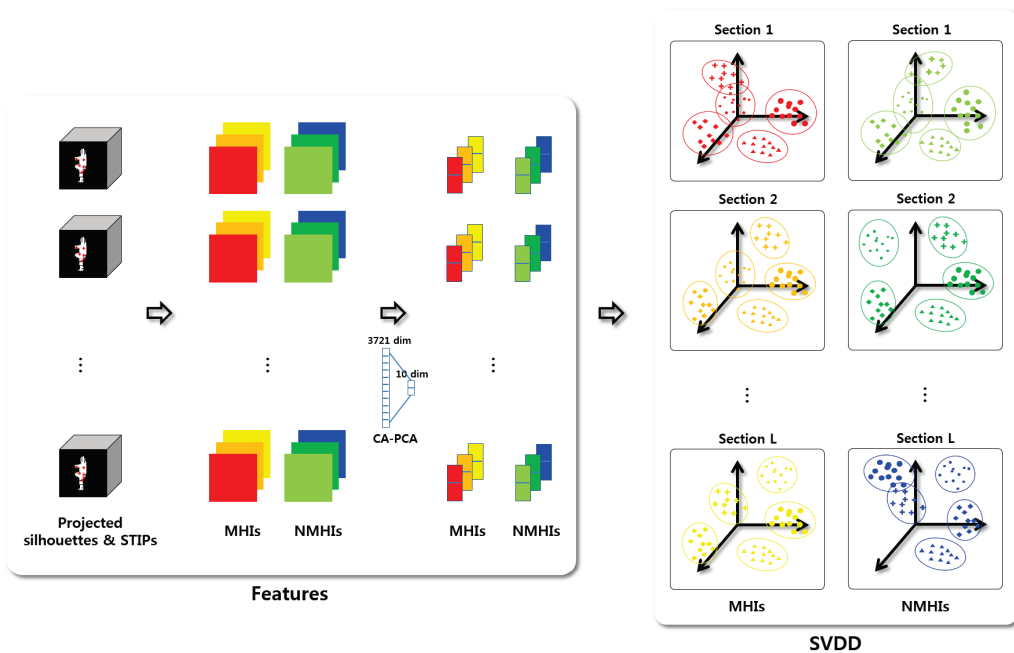 Section 1
Section 1
Section 2
Section 2
3721 dim
10 dim
CA-PCA
Section L
Section L
Projected
silhouettes & STIPs
MHIs
NMHIs
MHIs
NMHIs
Features
MHIs
NMHIs
SVDD